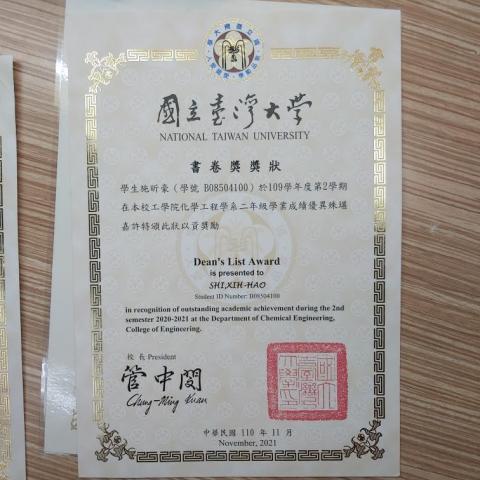 國立臺灣大學
NATIONAL TAIWAN UNIVERSITY
書卷獎獎狀
學生施昕豪(學號 B08504100)於109學年度第2學期
在本校工學院化學工程學系二年級學業成績優異殊堪
嘉許特頒此狀以資獎勵
Dean's List Award
is presented to
SHI,XIH-HAO
Student ID Number: B08504100
in recognition of outstanding academic achievement during the 2nd
semester 2020-2021 at the Department of Chemical Engineering,
College of Engineering.
校長 President
管中閔
Chung-Ming Kuan
中華民國 110 年 11 月
November, 2021